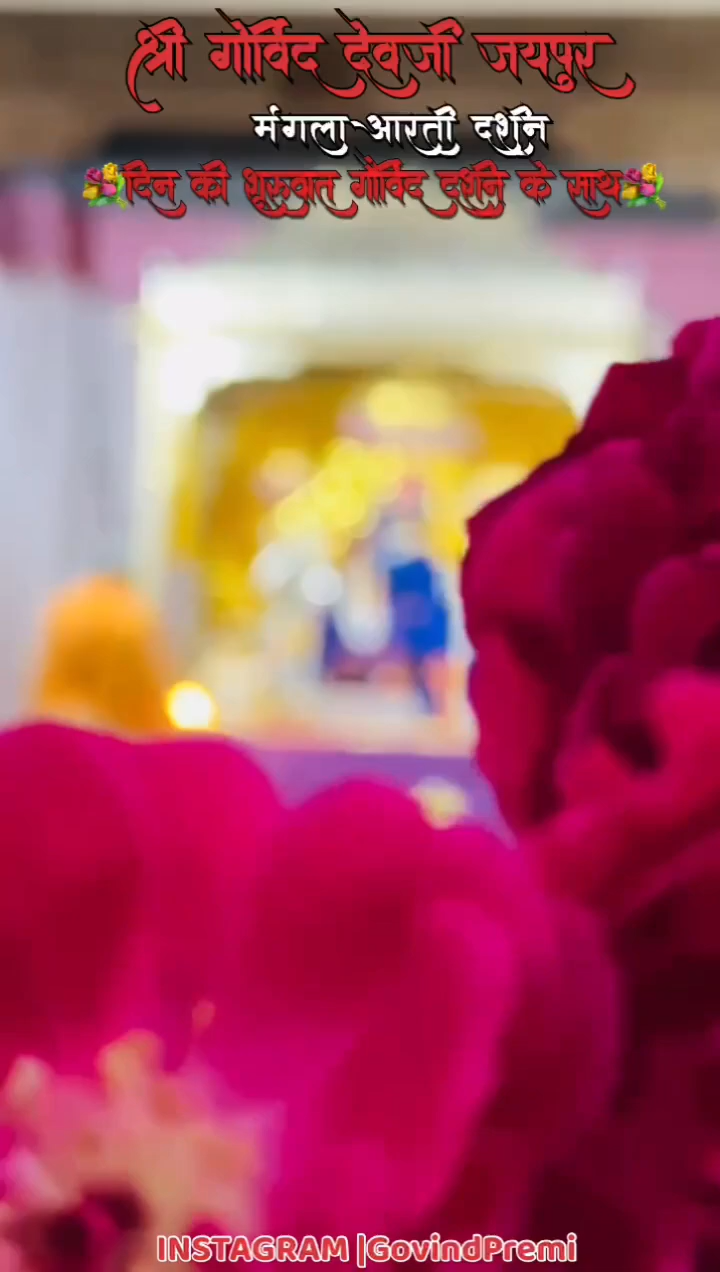 श्री गोविंद देवजी जयपुर
मंगला-आरती दर्शन
दिन की शुरुवात गोविंद दर्शन के साथ
INSTAGRAM |GovindPremi